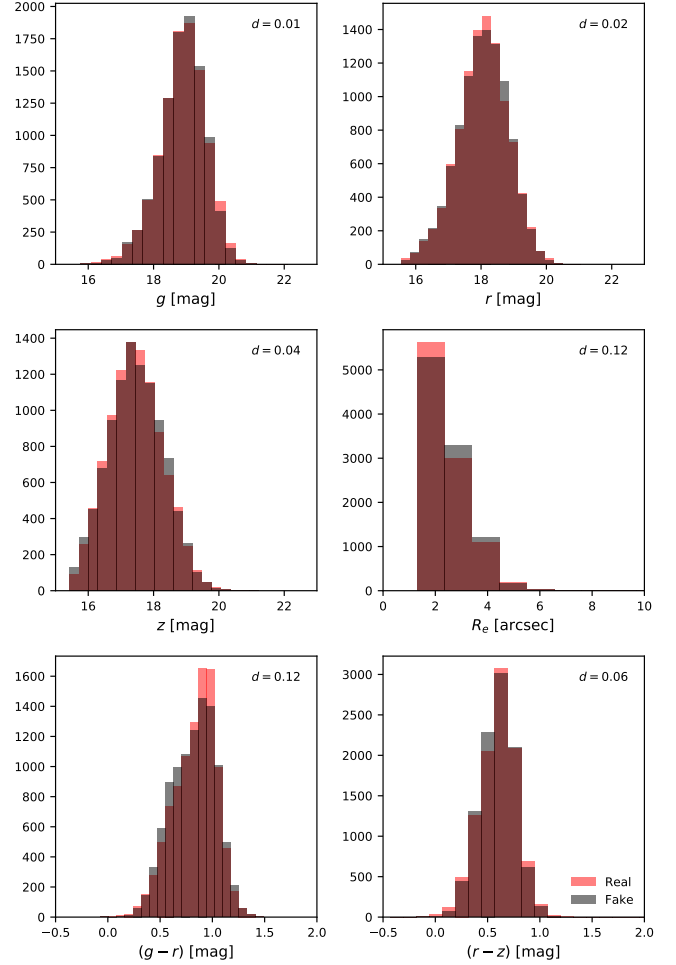 2000
1750
1500
1250
1000
750
500
250
0
16 18 20 22
g [mag]
d = 0.01
1400
1200
1000
800
600
400
200
0
16 18 20 22
r [mag]
d = 0.02
1400
1200
1000
800
600
400
200
0
16 18 20 22
z [mag]
d = 0.04
5000
4000
3000
2000
1000
0
0 2 4 6 8 10
R_e [arcsec]
d = 0.12
1600
1400
1200
1000
800
600
400
200
0
−0.5 0.0 0.5 1.0 1.5 2.0
(g − r) [mag]
d = 0.12
3000
2500
2000
1500
1000
500
0
−0.5 0.0 0.5 1.0 1.5 2.0
(r − z) [mag]
d = 0.06
Real
Fake